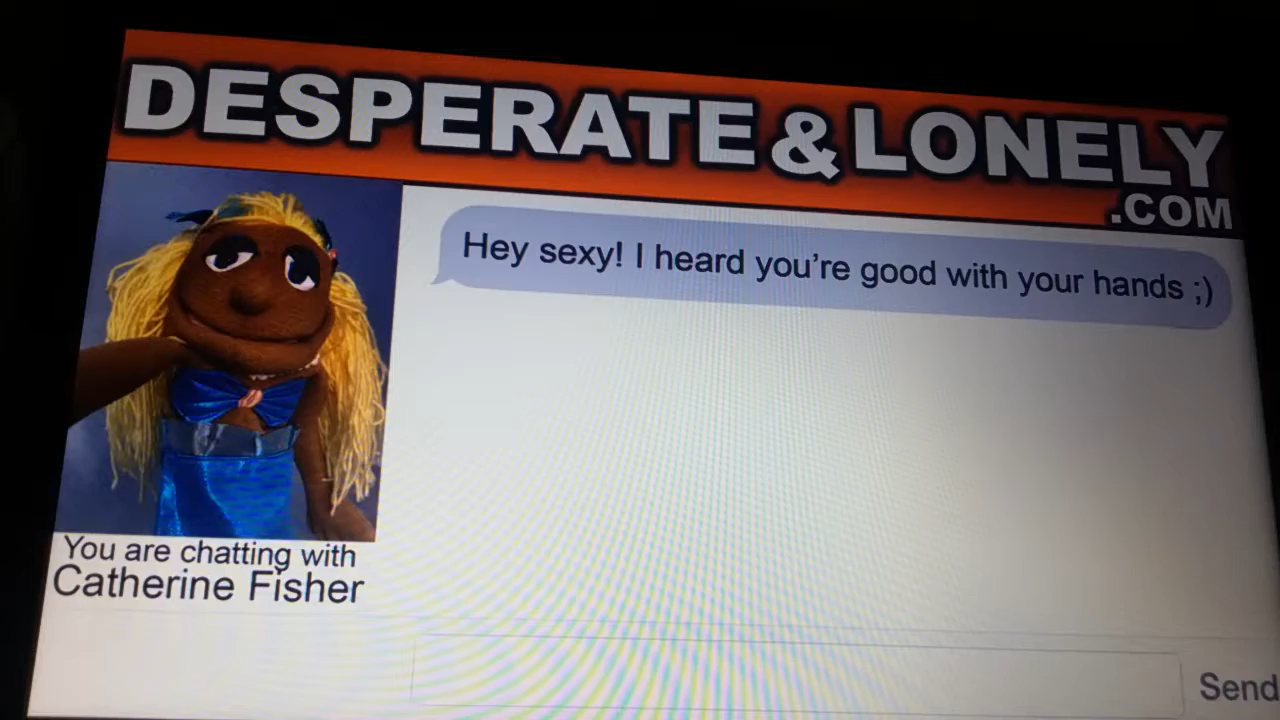 DESPERATE & LONELY
.COM
Hey sexy! I heard you're good with your hands ;)
You are chatting with
Catherine Fisher
Send